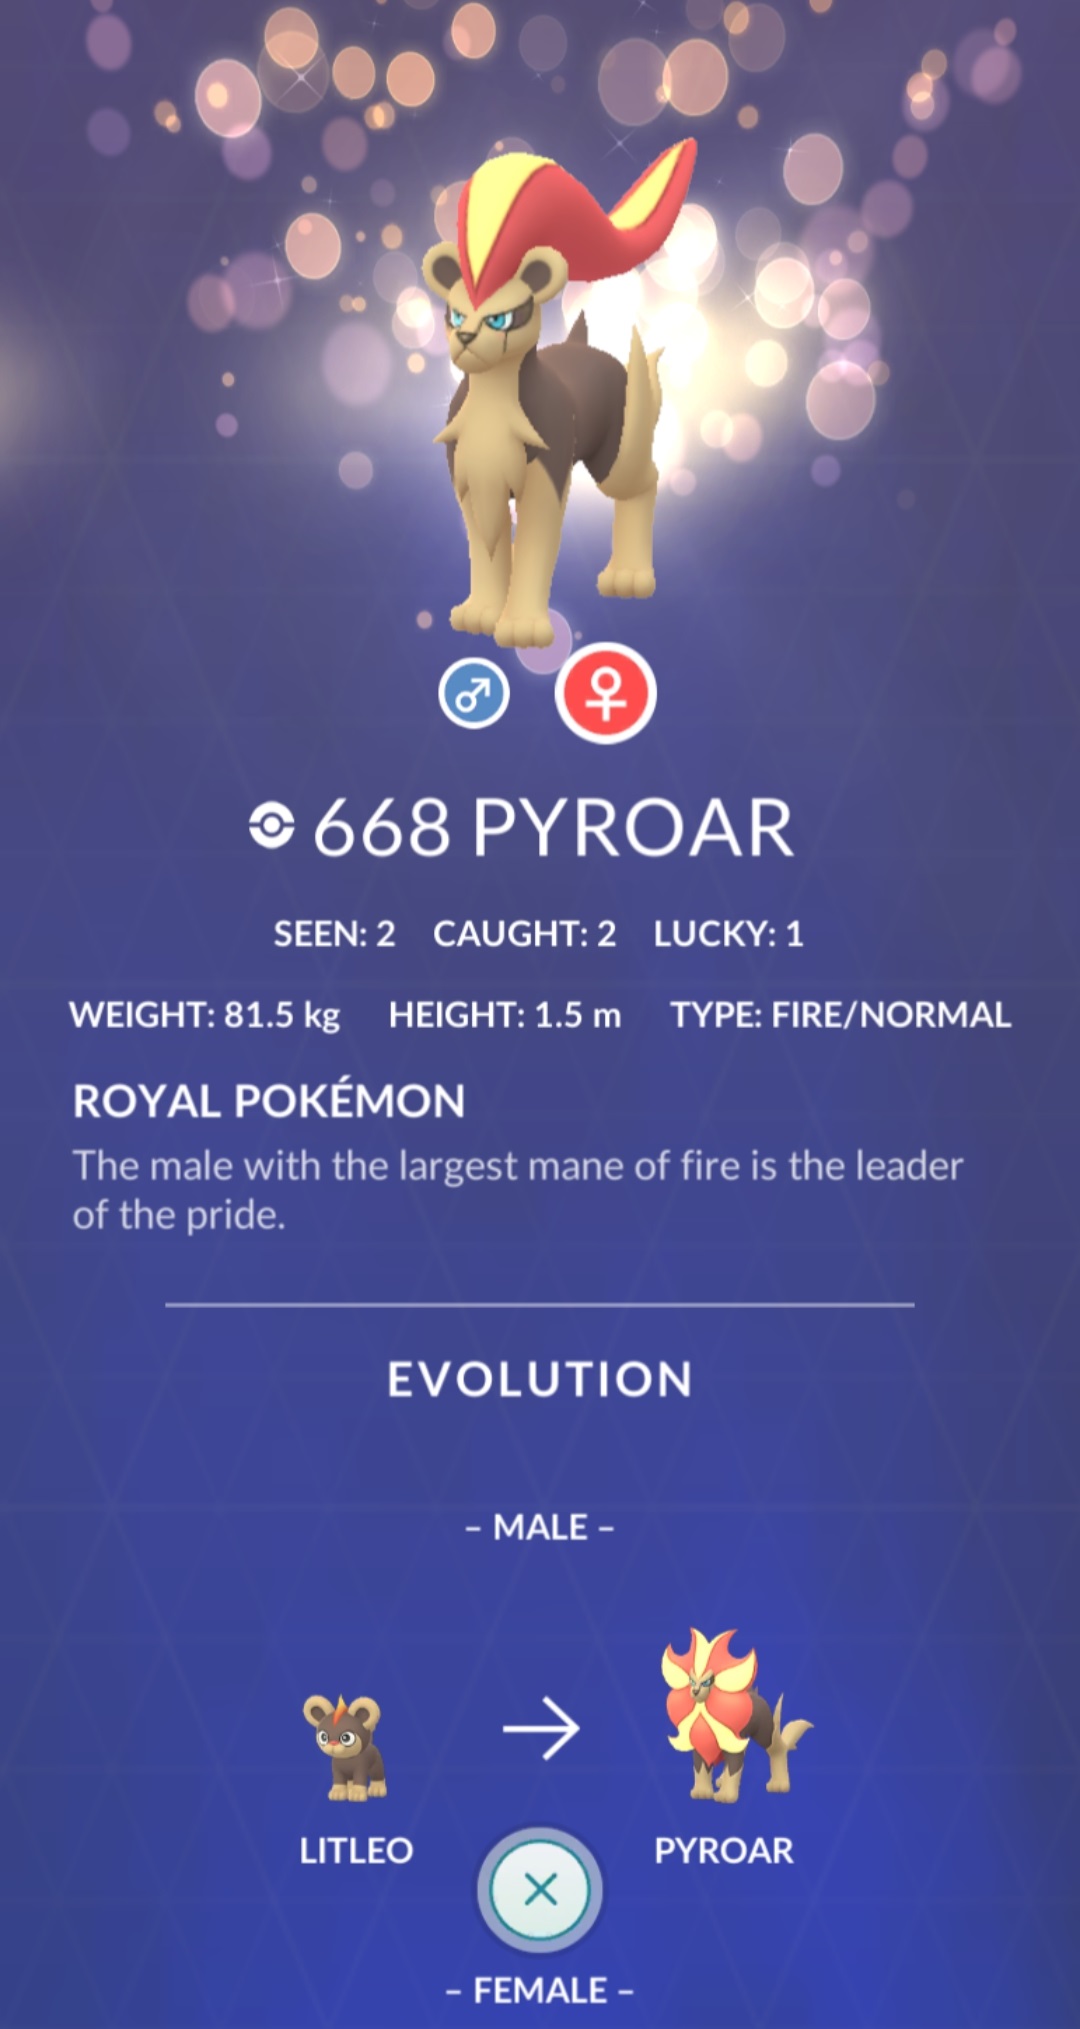 668 PYROAR
SEEN: 2 CAUGHT: 2 LUCKY: 1
WEIGHT: 81.5 kg HEIGHT: 1.5 m TYPE: FIRE/NORMAL
ROYAL POKÉMON
The male with the largest mane of fire is the leader
of the pride.
EVOLUTION
– MALE –
LITLEO PYROAR
– FEMALE –